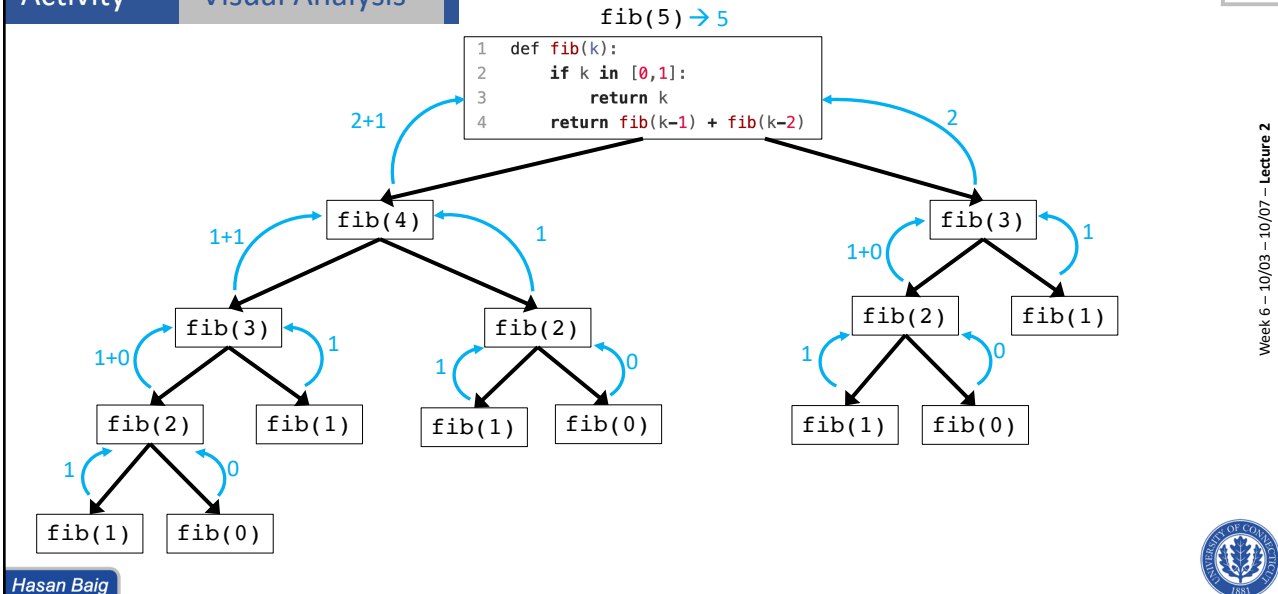 Activity
Visual Analysis
fib(5) → 5
1 def fib(k):
2     if k in [0,1]:
3         return k
4     return fib(k-1) + fib(k-2)
2+1
2
fib(4)
fib(3)
1+1
1
1+0
1
fib(3)
fib(2)
fib(2)
fib(1)
1+0
1
1
0
1
0
fib(2)
fib(1)
fib(1)
fib(0)
fib(1)
fib(0)
1
0
fib(1)
fib(0)
Week 6 – 10/03 – 10/07 – Lecture 2
UNIVERSITY OF CONNECTICUT
1881
Hasan Baig